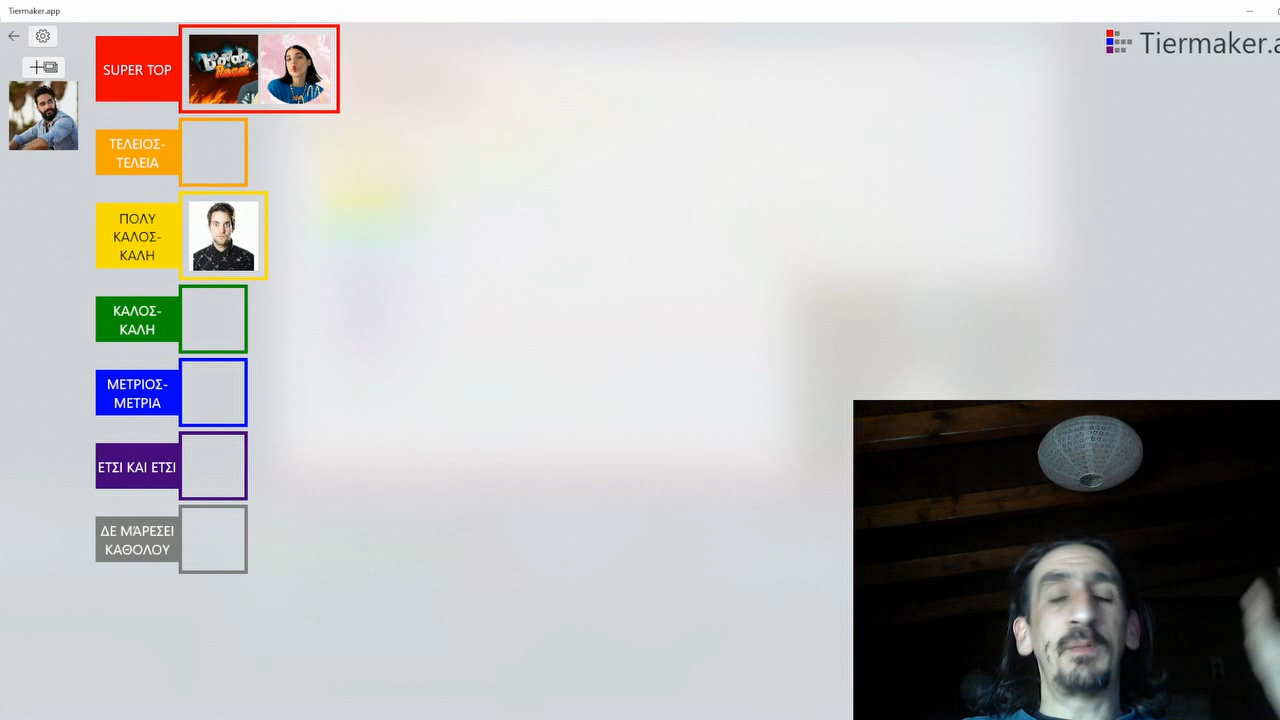 Tiermaker.app
Tiermaker.a
SUPER TOP
ΤΕΛΕΙΟΣ-
ΤΕΛΕΙΑ
ΠΟΛΥ
ΚΑΛΟΣ-
ΚΑΛΗ
ΚΑΛΟΣ-
ΚΑΛΗ
ΜΕΤΡΙΟΣ-
ΜΕΤΡΙΑ
ΕΤΣΙ ΚΑΙ ΕΤΣΙ
ΔΕ ΜΆΡΕΣΕΙ
ΚΑΘΟΛΟΥ